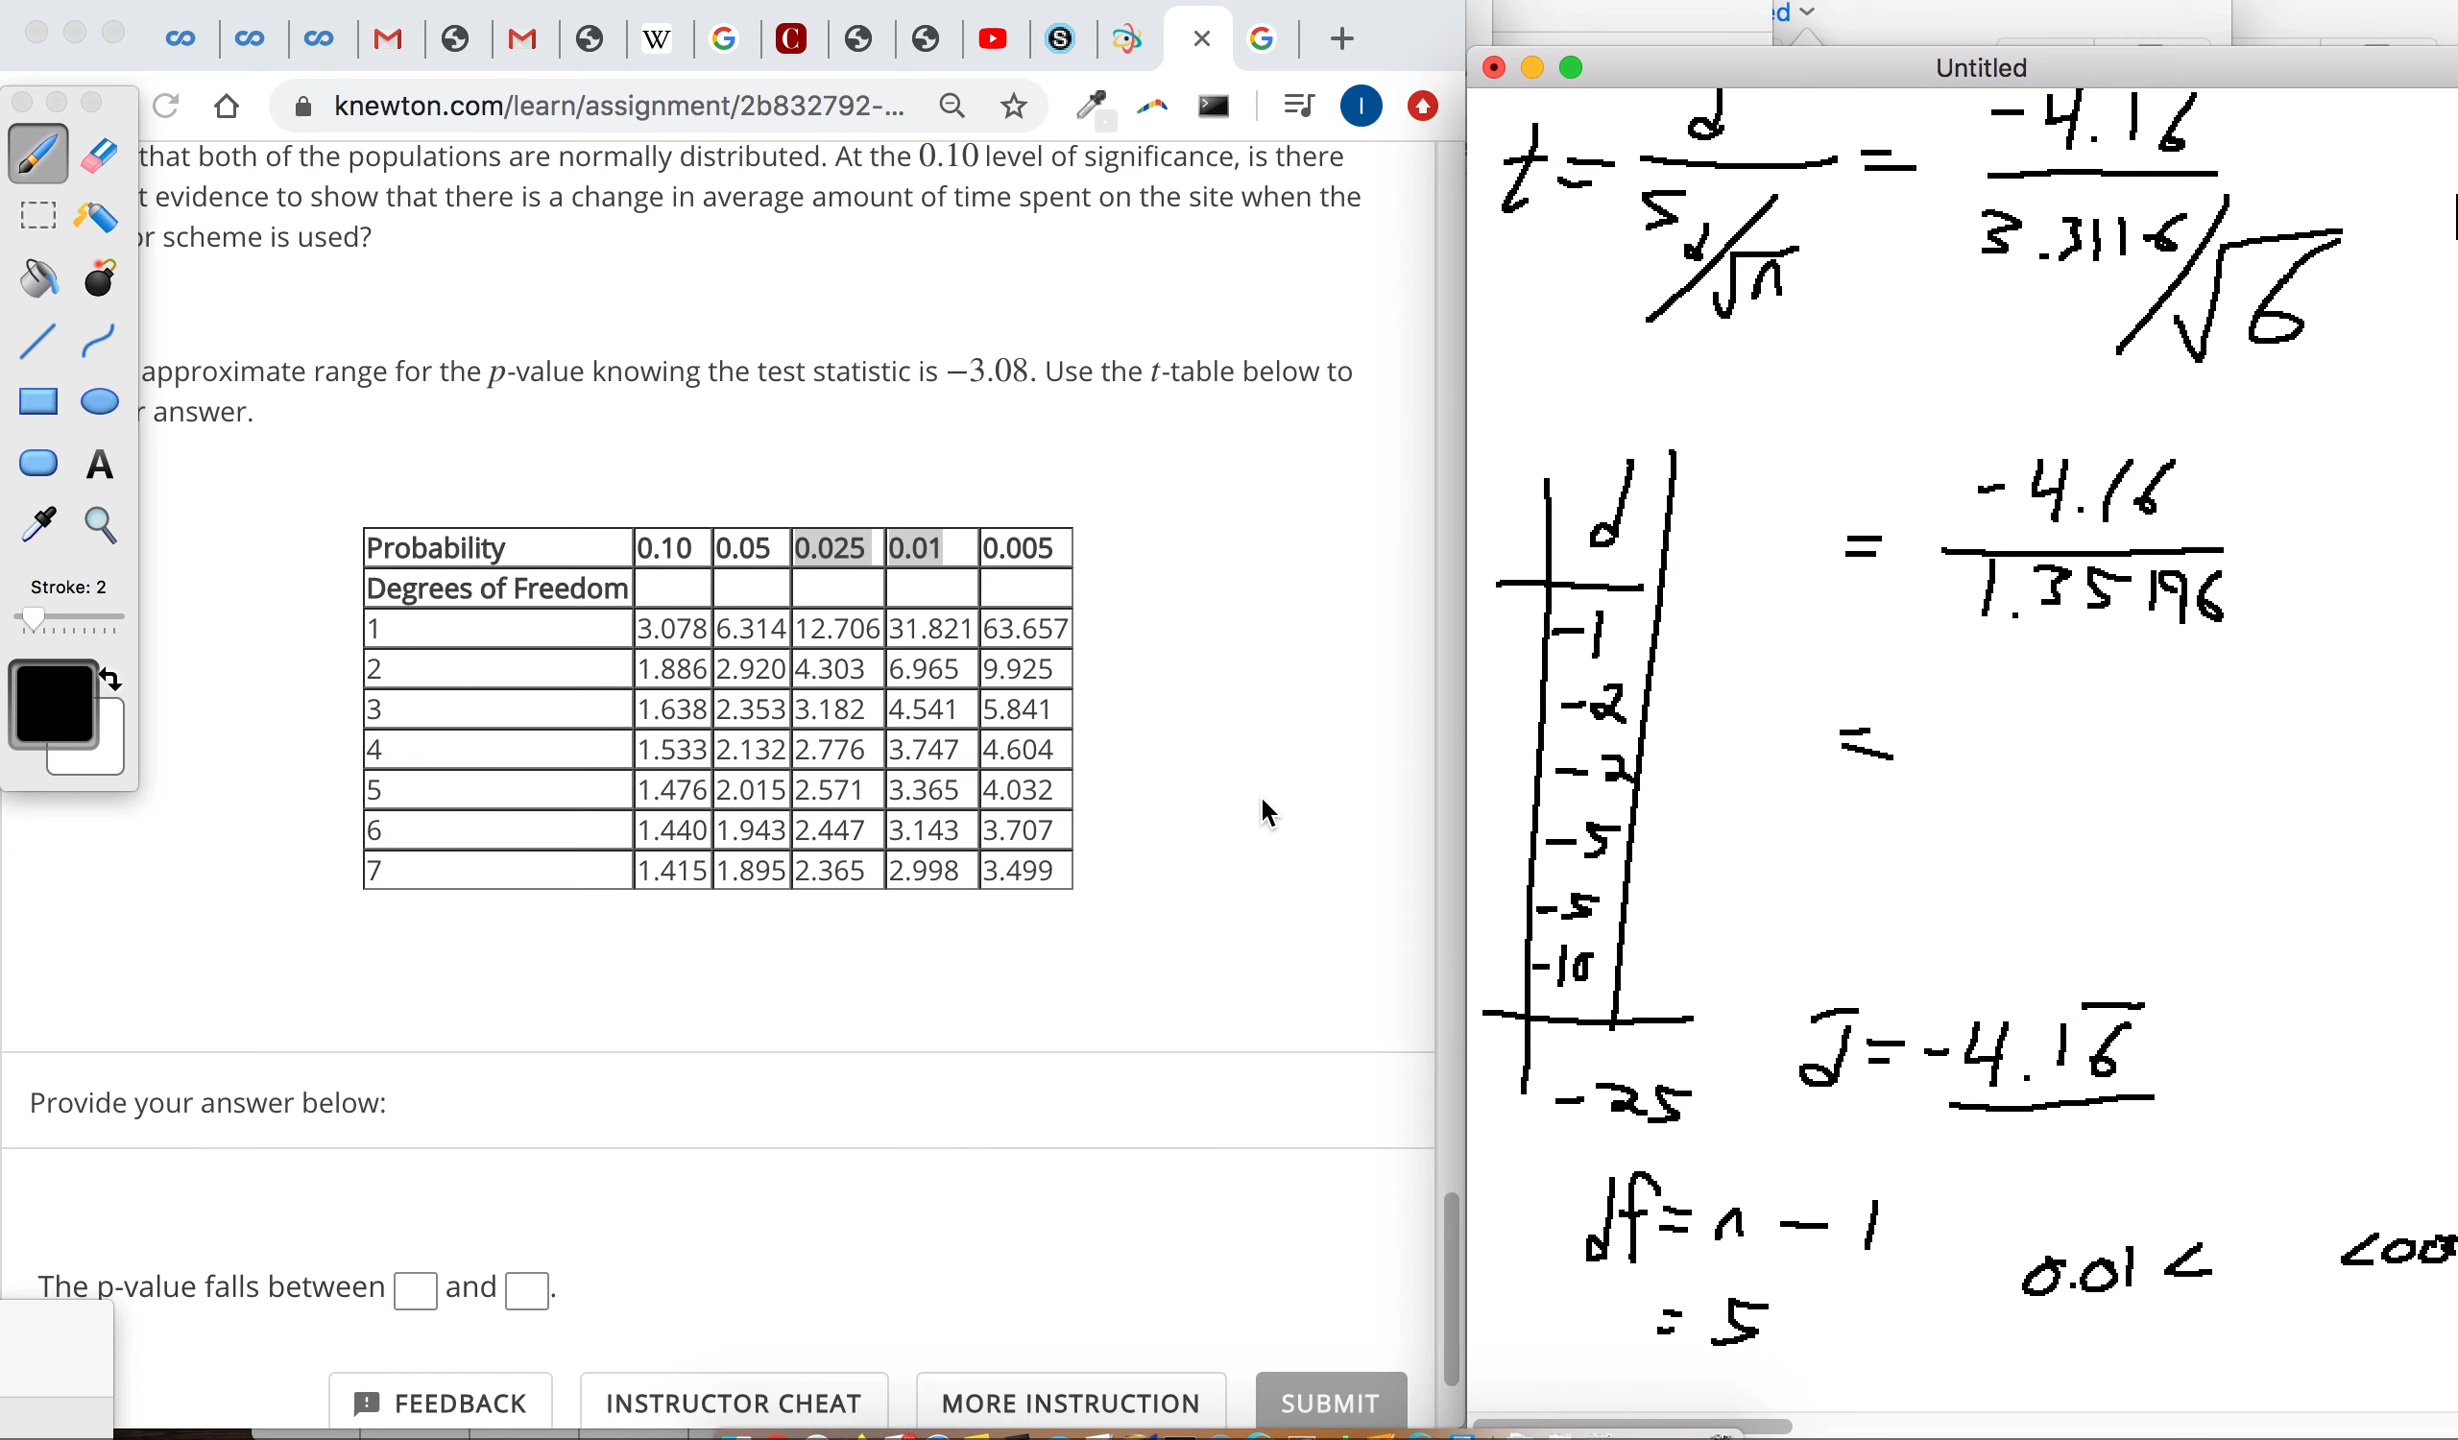 ed
knewton.com/learn/assignment/2b832792-...
I
Untitled
that both of the populations are normally distributed. At the 0.10 level of significance, is there
t evidence to show that there is a change in average amount of time spent on the site when the
or scheme is used?
approximate range for the p-value knowing the test statistic is −3.08. Use the t-table below to
r answer.
Stroke: 2
Probability 0.10 0.05 0.025 0.01 0.005
Degrees of Freedom
1 3.078 6.314 12.706 31.821 63.657
2 1.886 2.920 4.303 6.965 9.925
3 1.638 2.353 3.182 4.541 5.841
4 1.533 2.132 2.776 3.747 4.604
5 1.476 2.015 2.571 3.365 4.032
6 1.440 1.943 2.447 3.143 3.707
7 1.415 1.895 2.365 2.998 3.499
Provide your answer below:
The p-value falls between and .
FEEDBACK
INSTRUCTOR CHEAT
MORE INSTRUCTION
SUBMIT
t = d / S_d/√n = -4.16 / 3.3116/√6
= -4.16 / 1.35196
=
d
-1
-2
-2
-5
-5
-10
-25
d̄ = -4.16̅
df = n - 1
= 5
0.01 <